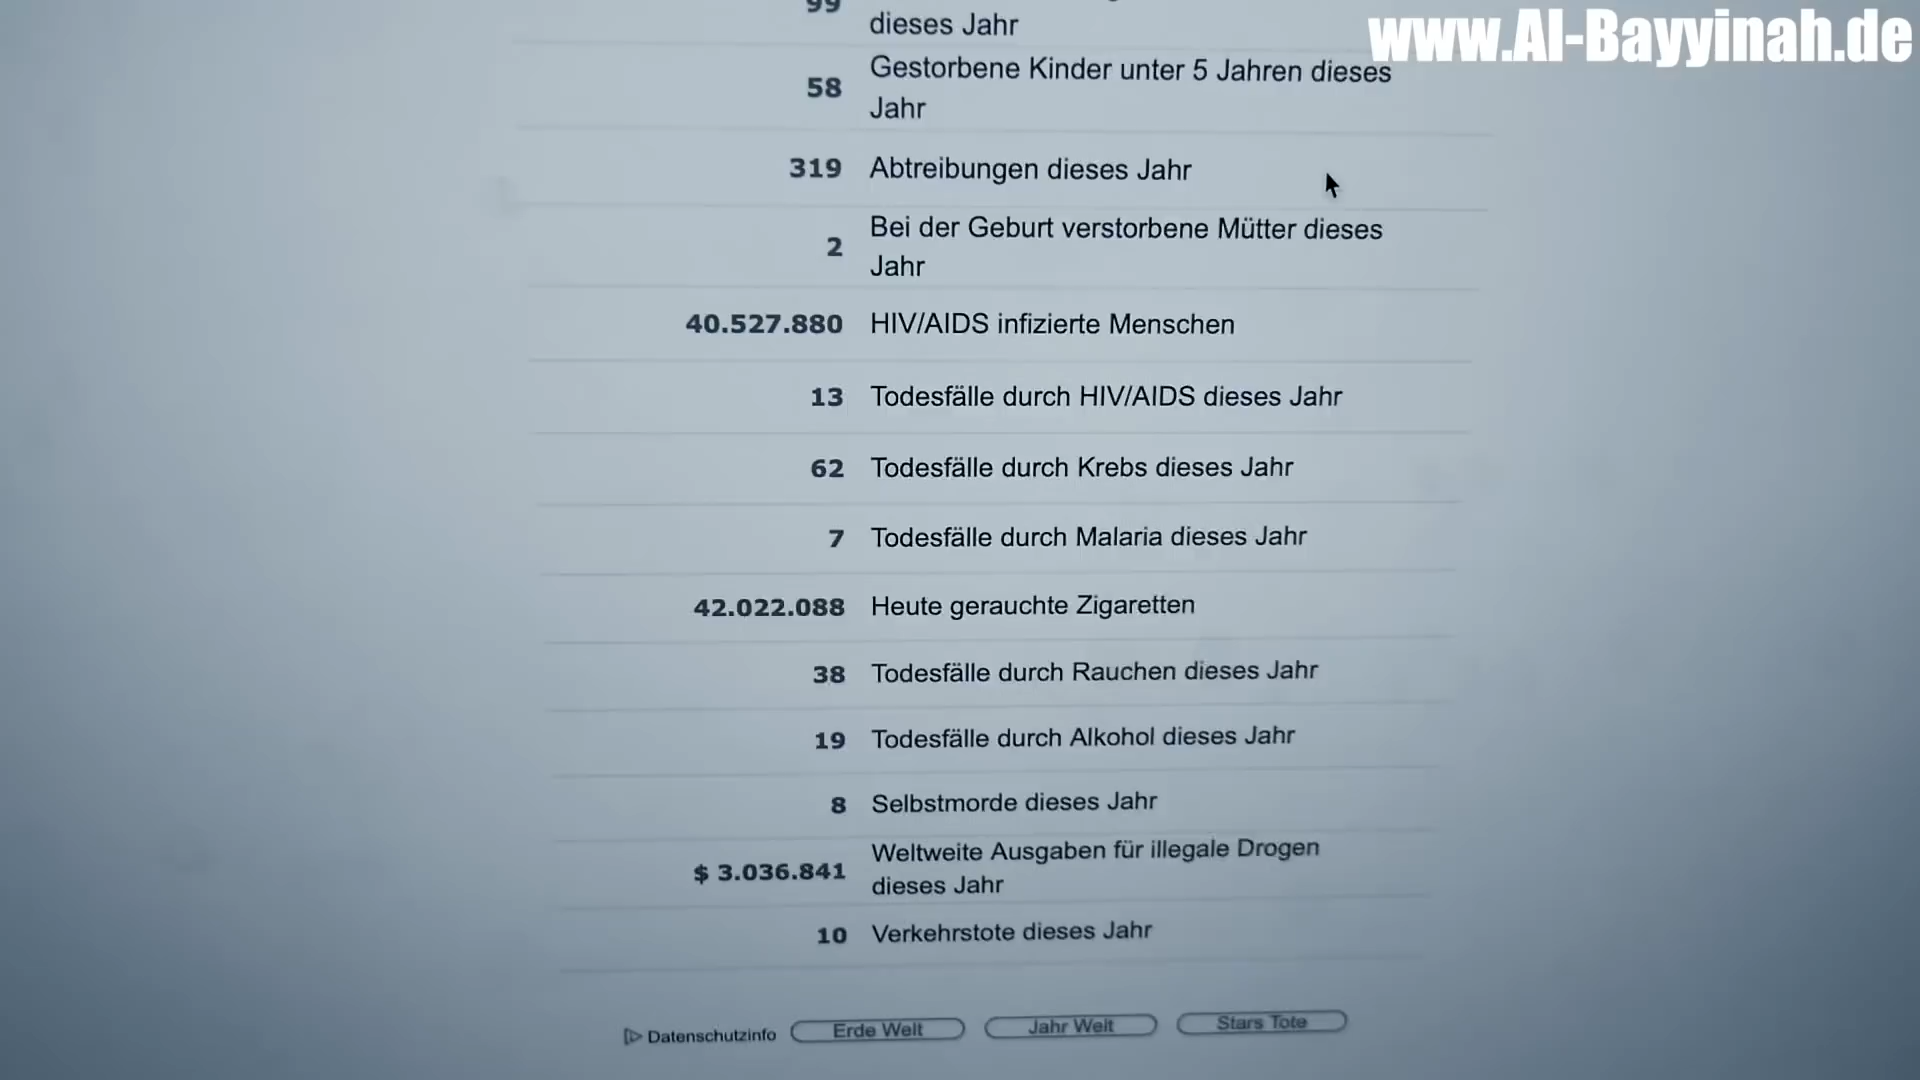 www.Al-Bayyinah.de
99
dieses Jahr
58 Gestorbene Kinder unter 5 Jahren dieses
Jahr
319 Abtreibungen dieses Jahr
2 Bei der Geburt verstorbene Mütter dieses
Jahr
40.527.880 HIV/AIDS infizierte Menschen
13 Todesfälle durch HIV/AIDS dieses Jahr
62 Todesfälle durch Krebs dieses Jahr
7 Todesfälle durch Malaria dieses Jahr
42.022.088 Heute gerauchte Zigaretten
38 Todesfälle durch Rauchen dieses Jahr
19 Todesfälle durch Alkohol dieses Jahr
8 Selbstmorde dieses Jahr
$ 3.036.841 Weltweite Ausgaben für illegale Drogen
dieses Jahr
10 Verkehrstote dieses Jahr
Datenschutzinfo Erde Welt Jahr Welt Stars Tote